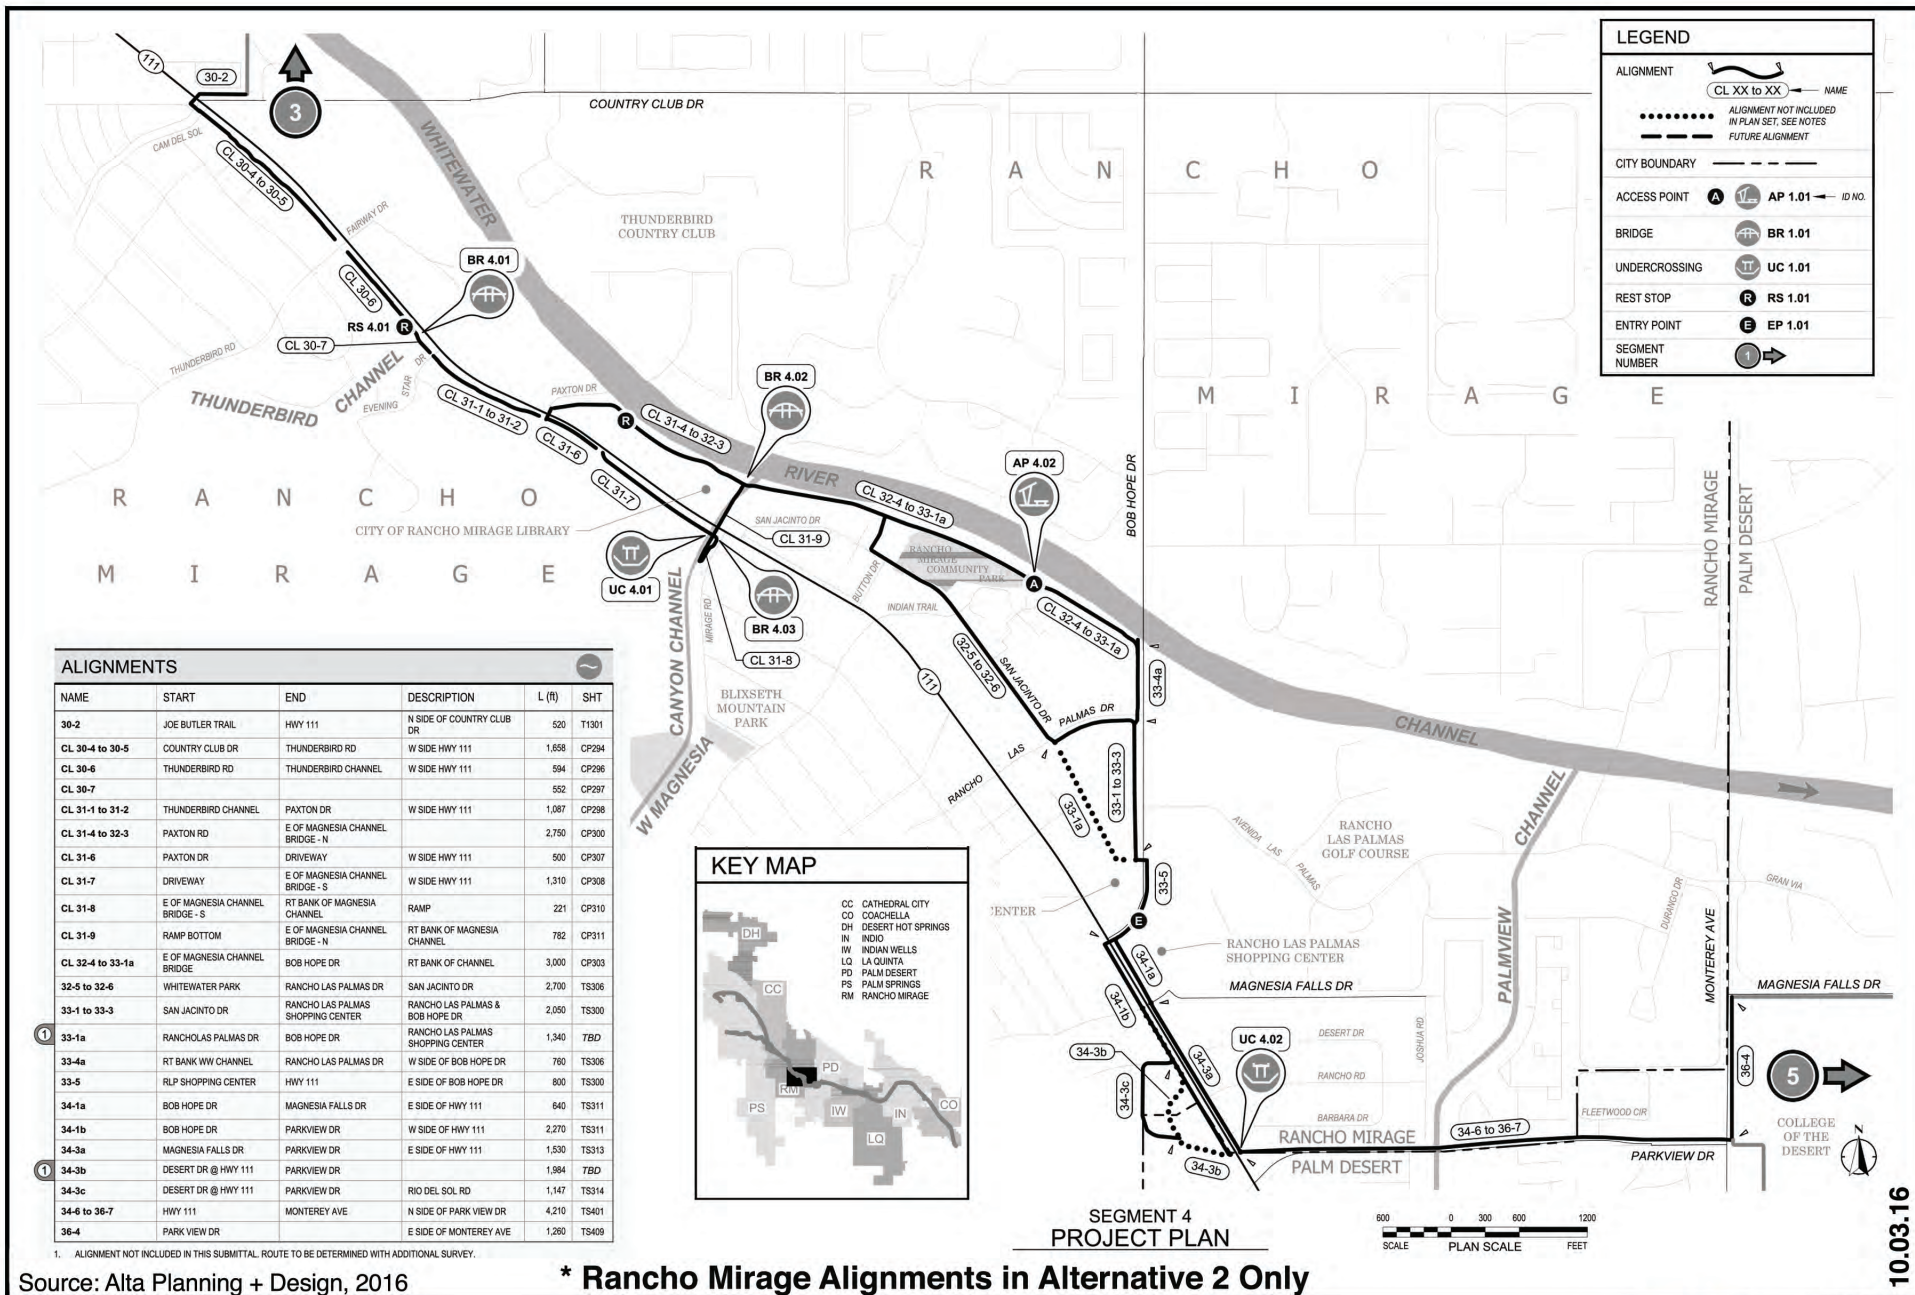 LEGEND
ALIGNMENT
CL XX to XX
NAME
ALIGNMENT NOT INCLUDED
IN PLAN SET, SEE NOTES
FUTURE ALIGNMENT
CITY BOUNDARY
ACCESS POINT A AP 1.01 ID NO.
BRIDGE BR 1.01
UNDERCROSSING UC 1.01
REST STOP R RS 1.01
ENTRY POINT E EP 1.01
SEGMENT
NUMBER
1
111
30-2
3
COUNTRY CLUB DR
CAM DEL SOL
CL 30-4 to 30-5
WHITEWATER
FAIRWAY DR
THUNDERBIRD
COUNTRY CLUB
R A N C H O
M I R A G E
BR 4.01
CL 30-6
RS 4.01 R
CL 30-7
THUNDERBIRD RD
THUNDERBIRD
CHANNEL
EVENING STAR DR
CL 31-1 to 31-2
PAXTON DR
R
CL 31-4 to 32-3
BR 4.02
CL 31-6
CL 31-7
RIVER
AP 4.02
BOB HOPE DR
CL 32-4 to 33-1a
R A N C H O
M I R A G E
CITY OF RANCHO MIRAGE LIBRARY
SAN JACINTO DR
CL 31-9
UC 4.01
BR 4.03
CL 31-8
CANYON CHANNEL
W MAGNESIA
MIRAGE RD
BUTTON DR
INDIAN TRAIL
RANCHO
MIRAGE
COMMUNITY
PARK
A
CL 32-4 to 33-1a
32-5 to 32-6
SAN JACINTO DR
33-4a
PALMAS DR
LAS
RANCHO
111
BLIXSETH
MOUNTAIN
PARK
33-1a
33-1 to 33-3
33-5
E
ENTER
RANCHO LAS PALMAS
SHOPPING CENTER
CHANNEL
RANCHO
LAS PALMAS
GOLF COURSE
AVENIDA LAS PALMAS
PALMVIEW
CHANNEL
DURANGO DR
GRAN VIA
MONTEREY AVE
RANCHO MIRAGE
PALM DESERT
MAGNESIA FALLS DR
MAGNESIA FALLS DR
34-1a
34-1b
34-3b
34-3c
34-3a
34-3b
UC 4.02
DESERT DR
RANCHO RD
BARBARA DR
JOSHUA RD
RANCHO MIRAGE
PALM DESERT
34-6 to 36-7
FLEETWOOD CIR
PARKVIEW DR
36-4
5
COLLEGE
OF THE
DESERT
N
ALIGNMENTS
NAME START END DESCRIPTION L (ft) SHT
30-2 JOE BUTLER TRAIL HWY 111 N SIDE OF COUNTRY CLUB DR 520 T1301
CL 30-4 to 30-5 COUNTRY CLUB DR THUNDERBIRD RD W SIDE HWY 111 1,658 CP294
CL 30-6 THUNDERBIRD RD THUNDERBIRD CHANNEL W SIDE HWY 111 594 CP296
CL 30-7 552 CP297
CL 31-1 to 31-2 THUNDERBIRD CHANNEL PAXTON DR W SIDE HWY 111 1,087 CP298
CL 31-4 to 32-3 PAXTON RD E OF MAGNESIA CHANNEL BRIDGE - N 2,750 CP300
CL 31-6 PAXTON DR DRIVEWAY W SIDE HWY 111 500 CP307
CL 31-7 DRIVEWAY E OF MAGNESIA CHANNEL BRIDGE - S W SIDE HWY 111 1,310 CP308
CL 31-8 E OF MAGNESIA CHANNEL BRIDGE - S RT BANK OF MAGNESIA CHANNEL RAMP 221 CP310
CL 31-9 RAMP BOTTOM E OF MAGNESIA CHANNEL BRIDGE - N RT BANK OF MAGNESIA CHANNEL 782 CP311
CL 32-4 to 33-1a E OF MAGNESIA CHANNEL BRIDGE BOB HOPE DR RT BANK OF CHANNEL 3,000 CP303
32-5 to 32-6 WHITEWATER PARK RANCHO LAS PALMAS DR SAN JACINTO DR 2,700 TS306
33-1 to 33-3 SAN JACINTO DR RANCHO LAS PALMAS SHOPPING CENTER RANCHO LAS PALMAS & BOB HOPE DR 2,050 TS300
1 33-1a RANCHOLAS PALMAS DR BOB HOPE DR RANCHO LAS PALMAS SHOPPING CENTER 1,340 TBD
33-4a RT BANK WW CHANNEL RANCHO LAS PALMAS DR W SIDE OF BOB HOPE DR 760 TS306
33-5 RLP SHOPPING CENTER HWY 111 E SIDE OF BOB HOPE DR 800 TS300
34-1a BOB HOPE DR MAGNESIA FALLS DR E SIDE OF HWY 111 640 TS311
34-1b BOB HOPE DR PARKVIEW DR W SIDE OF HWY 111 2,270 TS311
34-3a MAGNESIA FALLS DR PARKVIEW DR E SIDE OF HWY 111 1,530 TS313
1 34-3b DESERT DR @ HWY 111 PARKVIEW DR 1,984 TBD
34-3c DESERT DR @ HWY 111 PARKVIEW DR RIO DEL SOL RD 1,147 TS314
34-6 to 36-7 HWY 111 MONTEREY AVE N SIDE OF PARK VIEW DR 4,210 TS401
36-4 PARK VIEW DR E SIDE OF MONTEREY AVE 1,260 TS409
1. ALIGNMENT NOT INCLUDED IN THIS SUBMITTAL. ROUTE TO BE DETERMINED WITH ADDITIONAL SURVEY.
KEY MAP
CC CATHEDRAL CITY
CO COACHELLA
DH DESERT HOT SPRINGS
IN INDIO
IW INDIAN WELLS
LQ LA QUINTA
PD PALM DESERT
PS PALM SPRINGS
RM RANCHO MIRAGE
DH
CC
PD
RM
PS
IW
IN
CO
LQ
SEGMENT 4
PROJECT PLAN
600 0 300 600 1200
SCALE PLAN SCALE FEET
10.03.16
Source: Alta Planning + Design, 2016
* Rancho Mirage Alignments in Alternative 2 Only